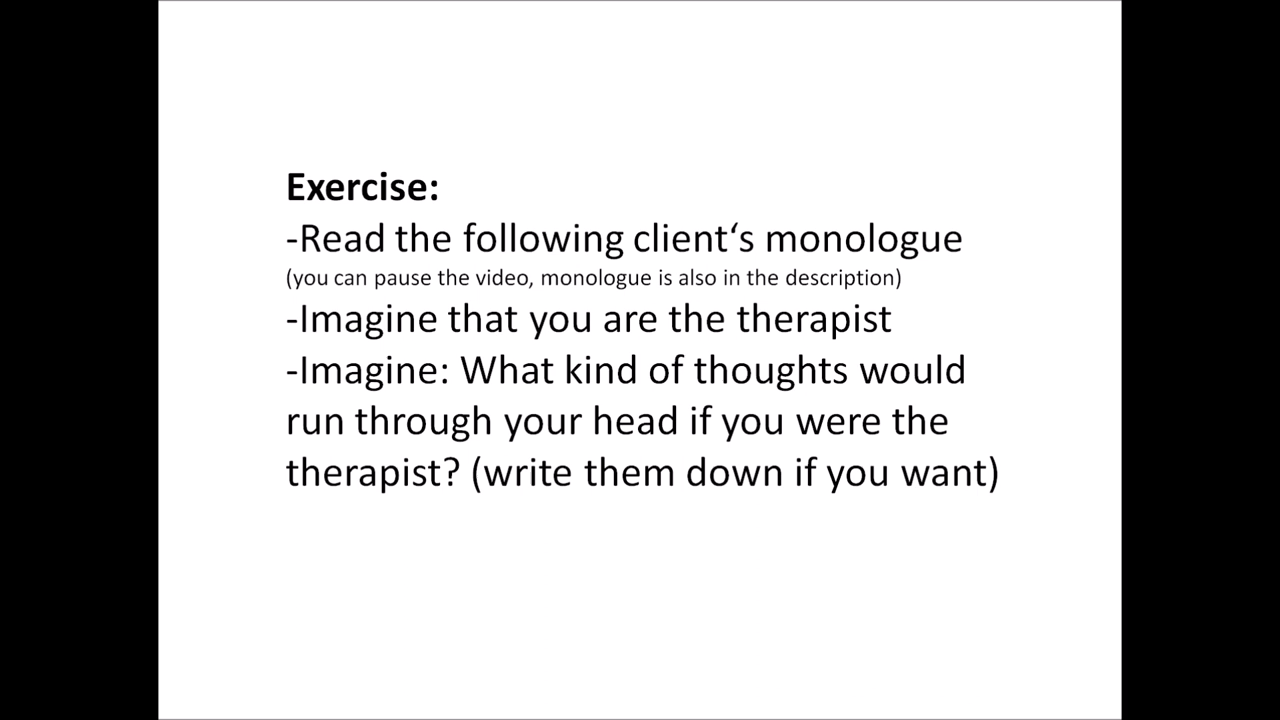 Exercise:
-Read the following client‘s monologue
(you can pause the video, monologue is also in the description)
-Imagine that you are the therapist
-Imagine: What kind of thoughts would
run through your head if you were the
therapist? (write them down if you want)